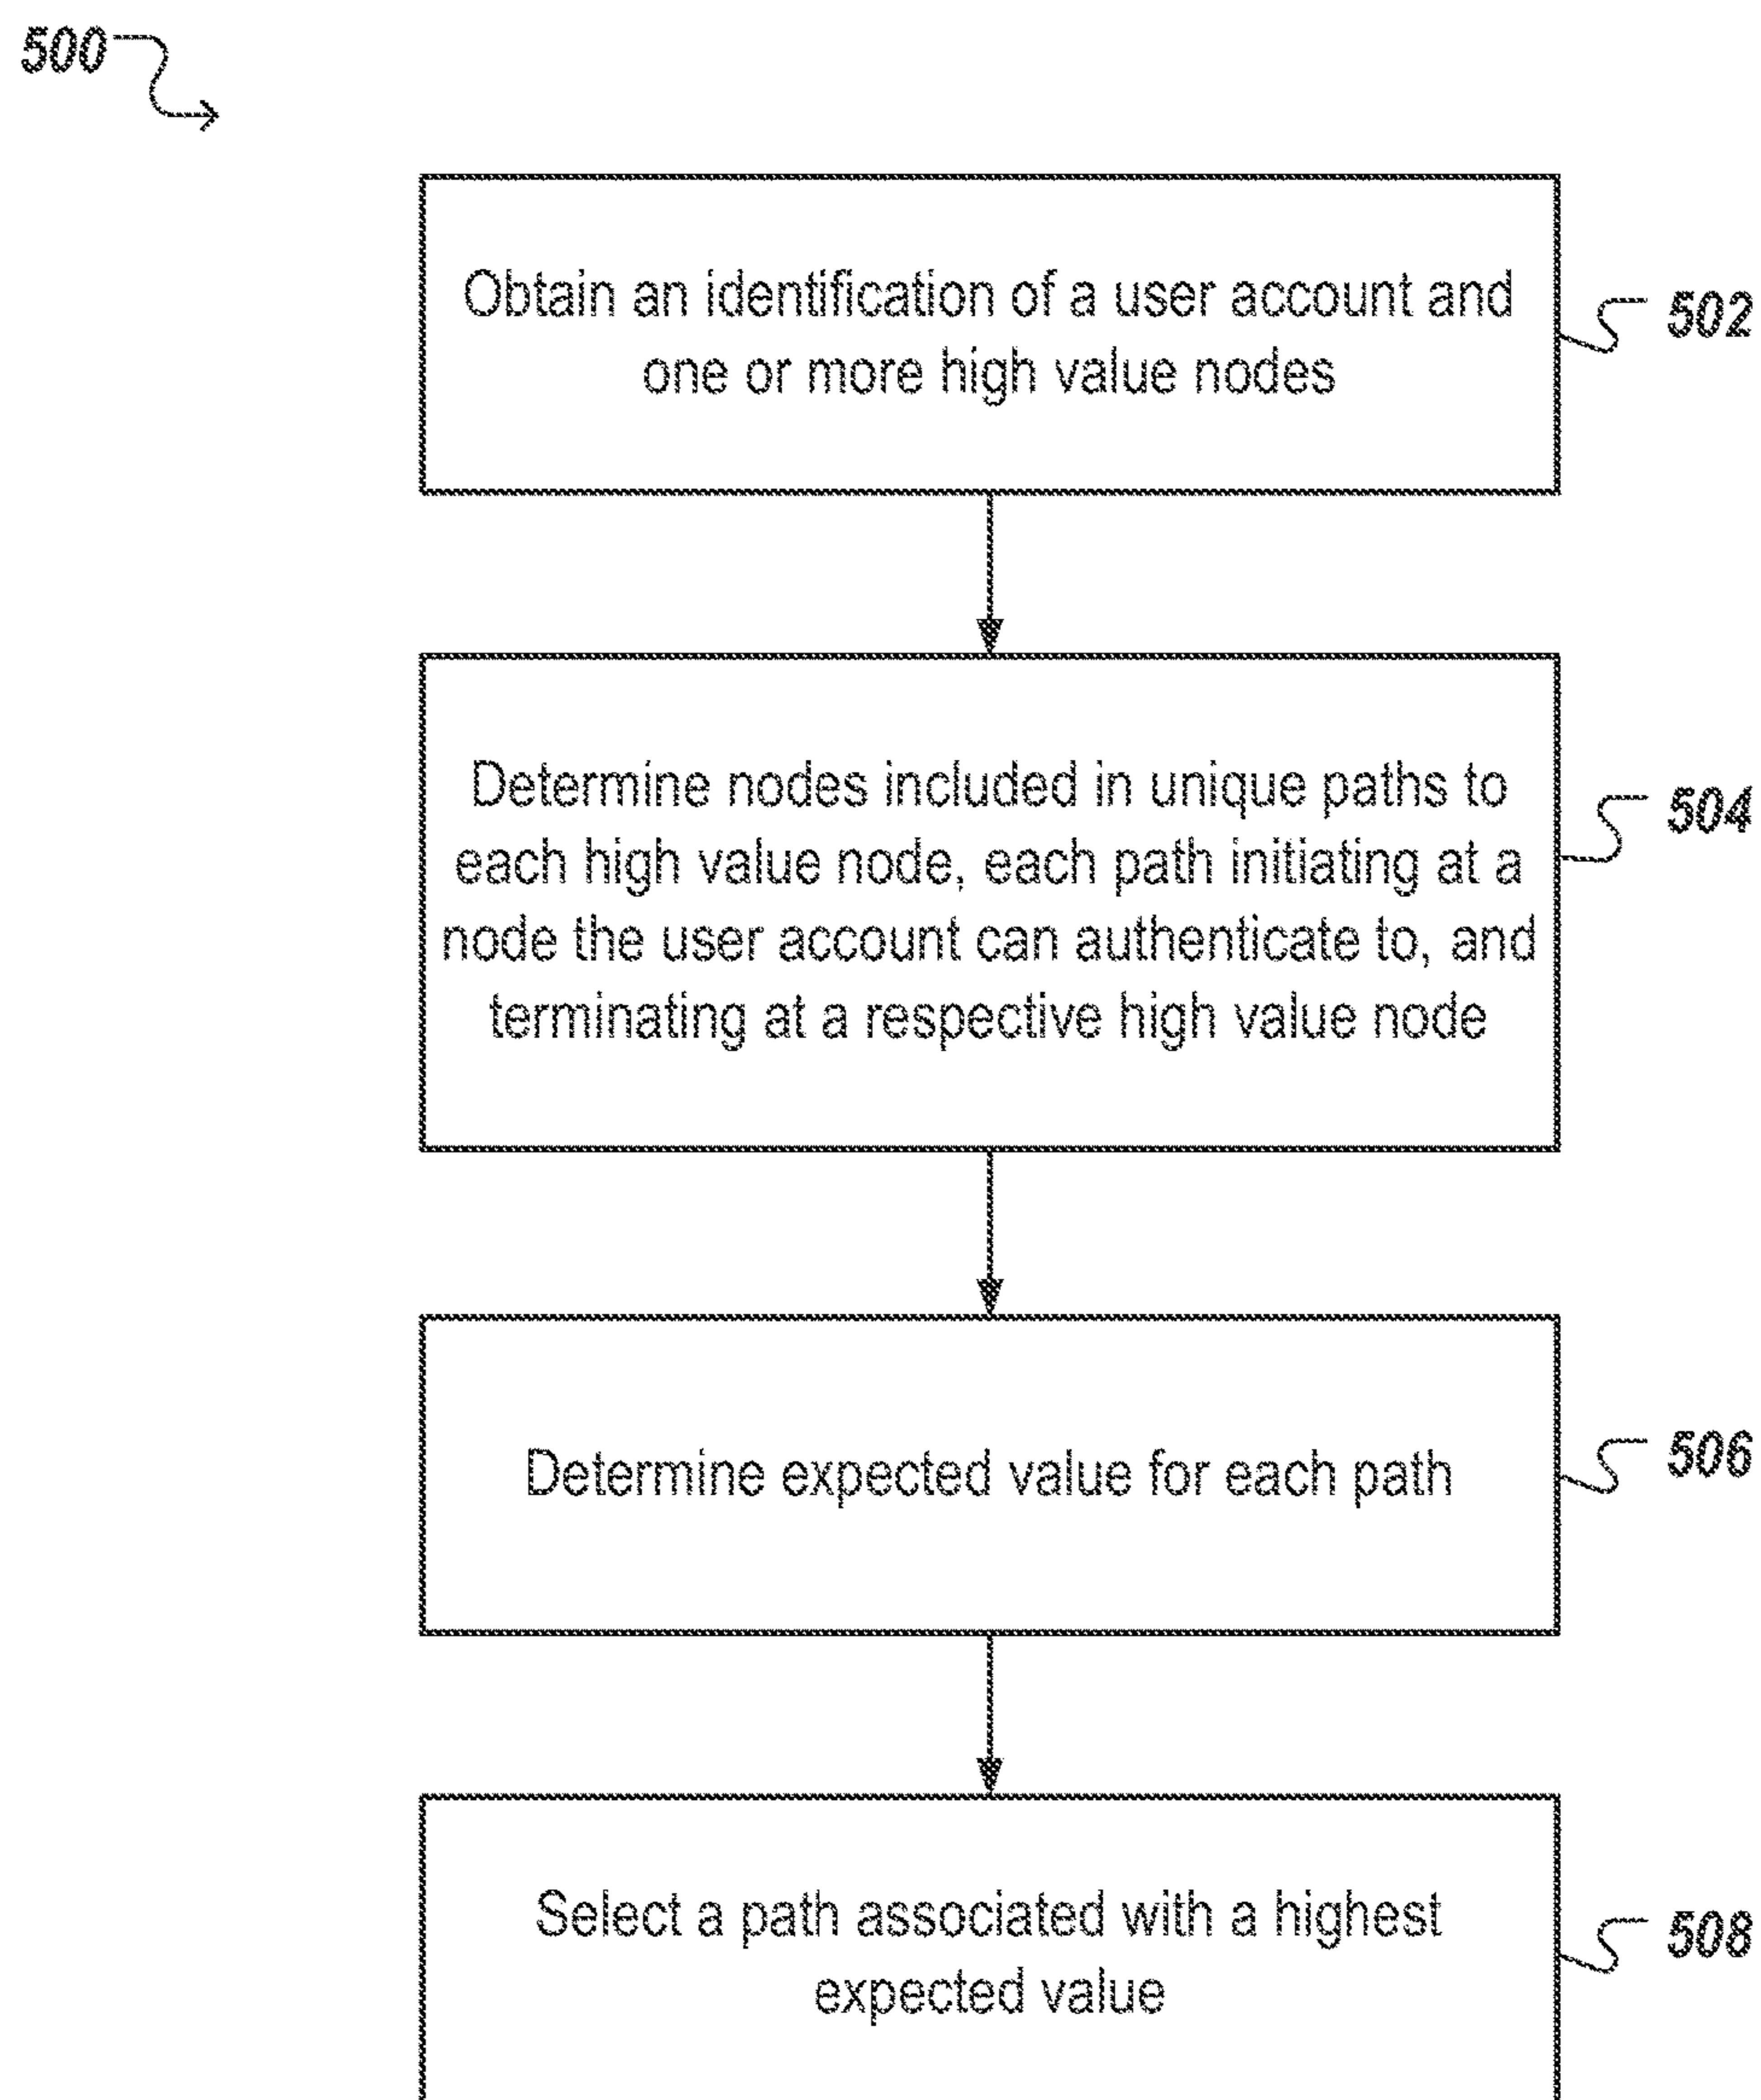 500
Obtain an identification of a user account and
one or more high value nodes
502
Determine nodes included in unique paths to
each high value node, each path initiating at a
node the user account can authenticate to, and
terminating at a respective high value node
504
Determine expected value for each path
506
Select a path associated with a highest
expected value
508